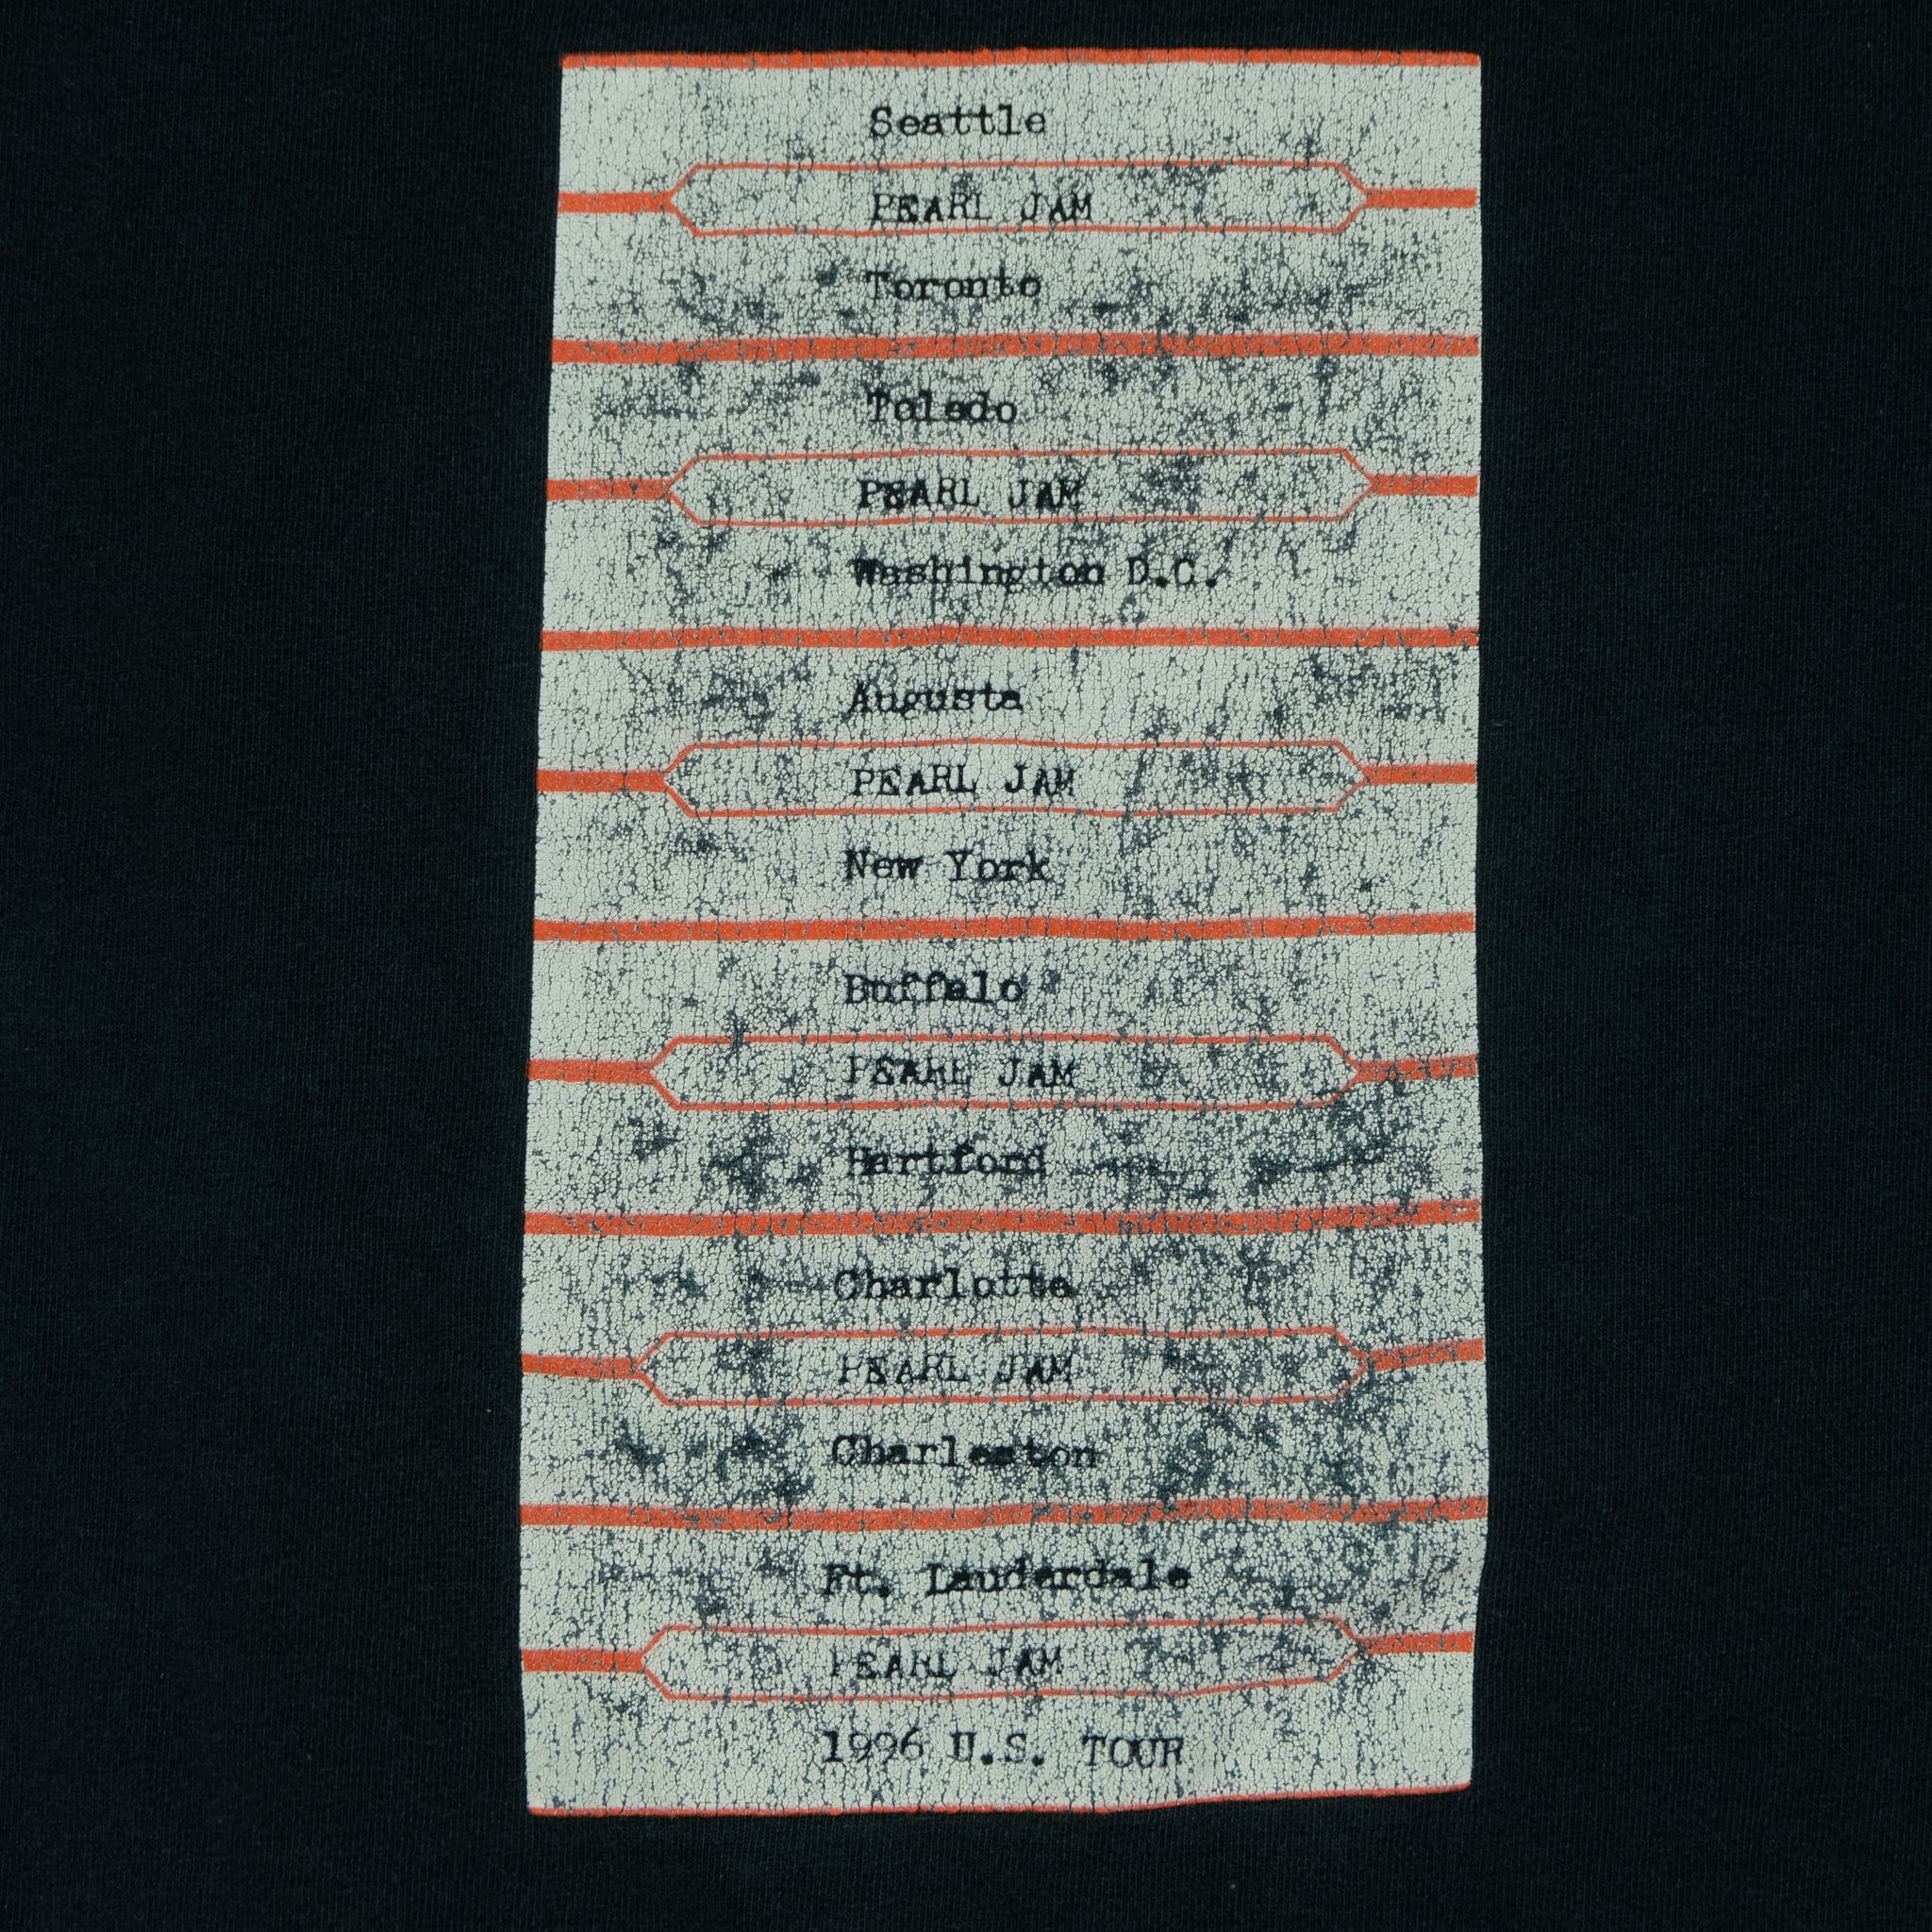 Seattle
PEARL JAM
Toronto
Toledo
PEARL JAM
Washington D.C.
Augusta
PEARL JAM
New York
Buffalo
PEARL JAM
Hartford
Charlotte
PEARL JAM
Charleston
Ft. Lauderdale
PEARL JAM
1996 U.S. TOUR